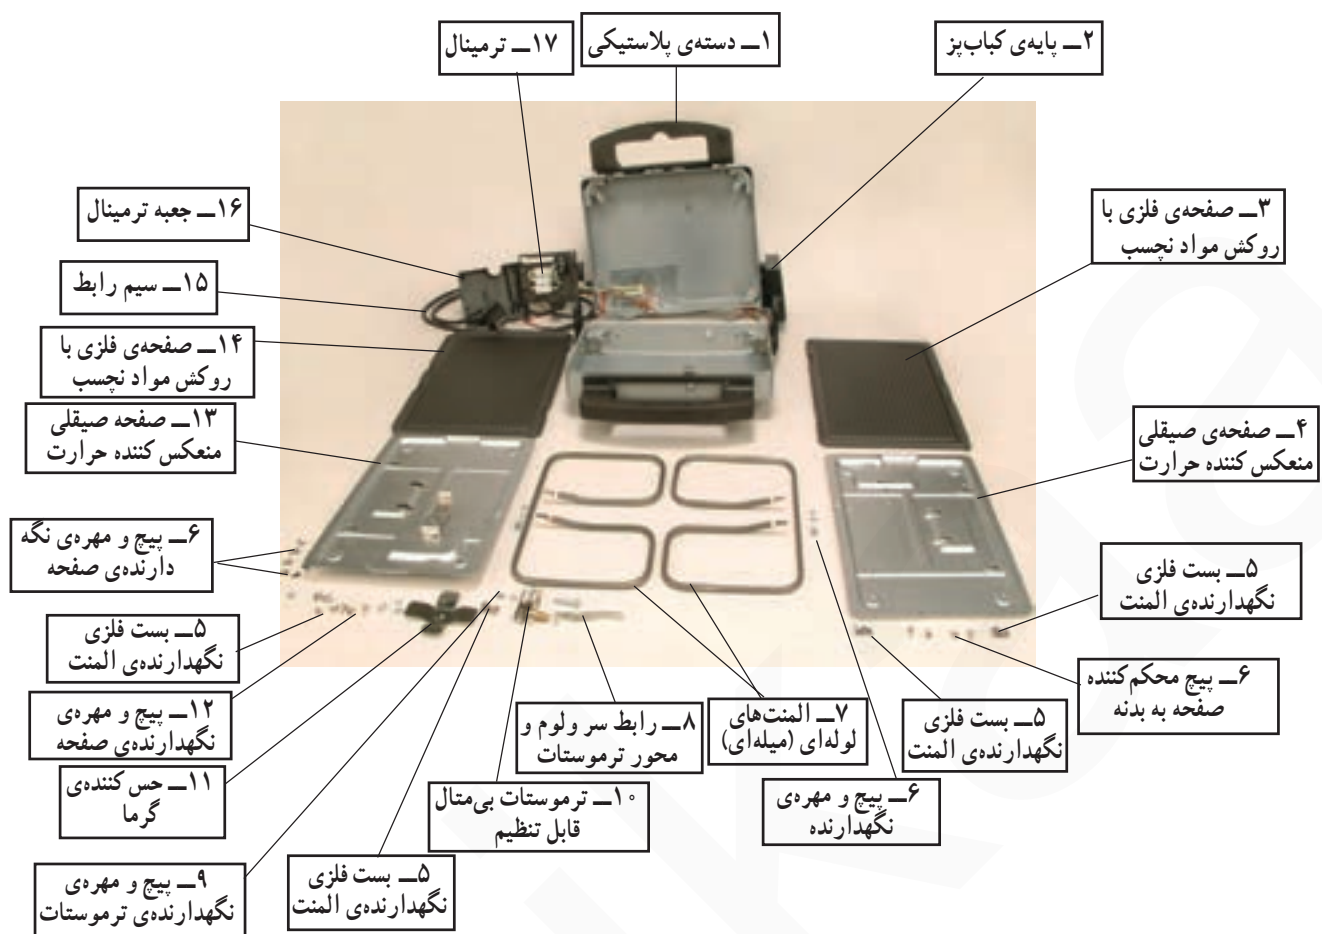 ۱ــ دسته‌ی پلاستیکی
۲ــ پایه‌ی کباب‌پز
۱۷ــ ترمینال
۳ــ صفحه‌ی فلزی با
روکش مواد نچسب
۱۶ــ جعبه ترمینال
۱۵ــ سیم رابط
۱۴ــ صفحه‌ی فلزی با
روکش مواد نچسب
۱۳ــ صفحه صیقلی
منعکس کننده حرارت
۴ــ صفحه‌ی صیقلی
منعکس کننده حرارت
۶ــ پیچ و مهره‌ی نگه
دارنده‌ی صفحه
۵ــ بست فلزی
نگهدارنده‌ی المنت
۵ــ بست فلزی
نگهدارنده‌ی المنت
۶ــ پیچ محکم‌کننده
صفحه به بدنه
۱۲ــ پیچ و مهره‌ی
نگهدارنده‌ی صفحه
۸ــ رابط سر ولوم و
محور ترموستات
۷ــ المنت‌های
لوله‌ای (میله‌ای)
۵ــ بست فلزی
نگهدارنده‌ی المنت
۱۱ــ حس کننده‌ی
گرما
۱۰ــ ترموستات بی‌متال
قابل تنظیم
۶ــ پیچ و مهره‌ی
نگهدارنده
۹ــ پیچ و مهره‌ی
نگهدارنده‌ی ترموستات
۵ــ بست فلزی
نگهدارنده‌ی المنت